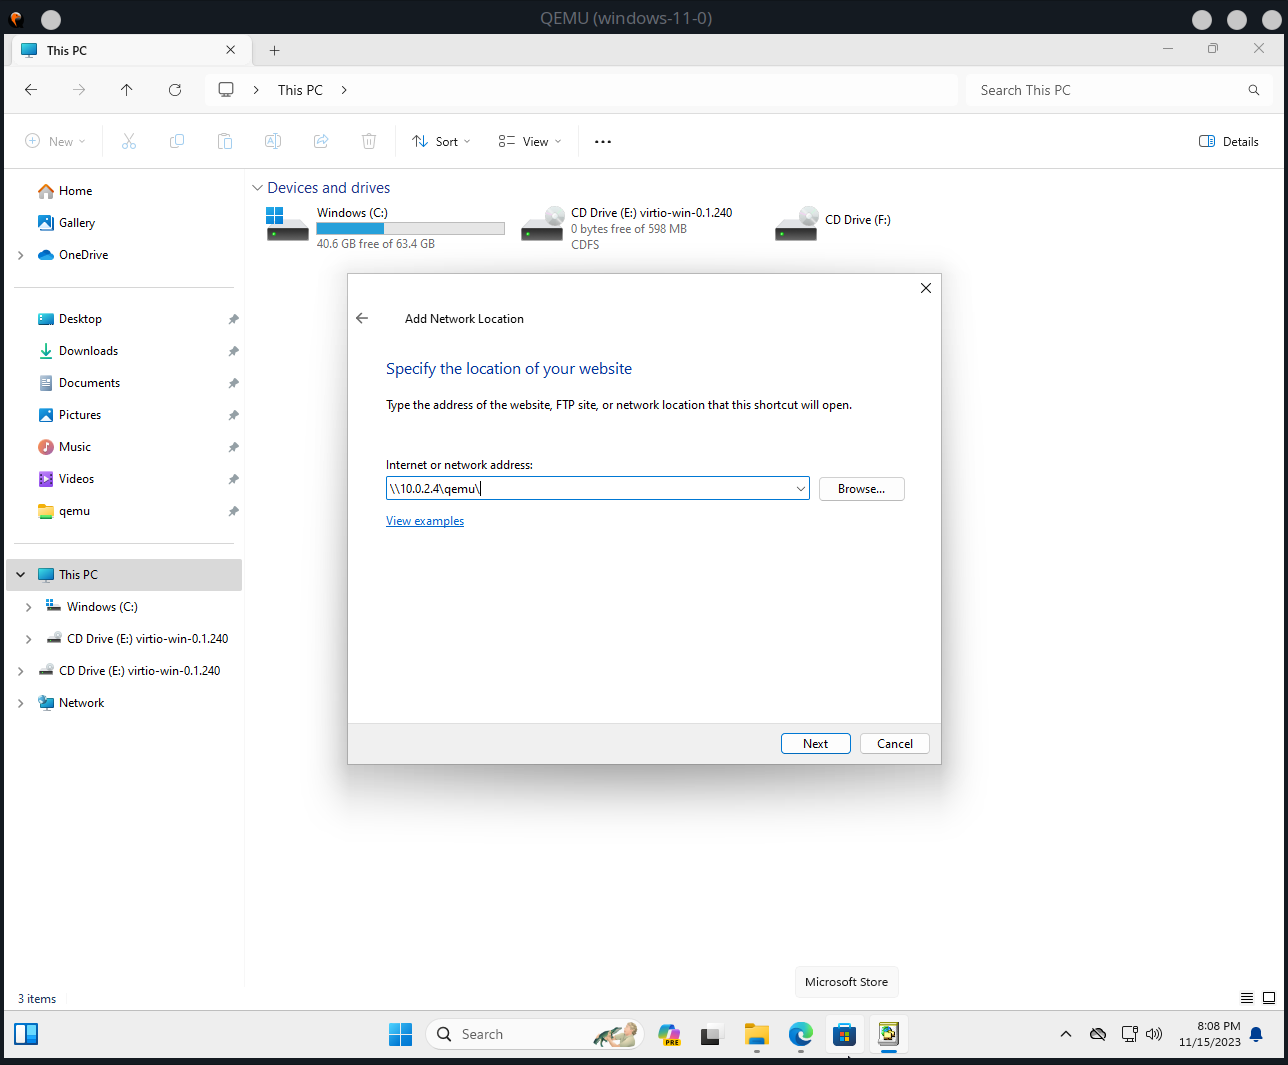 QEMU (windows-11-0)
This PC
This PC
Search This PC
New
Sort
View
Details
Home
Gallery
OneDrive
Desktop
Downloads
Documents
Pictures
Music
Videos
qemu
This PC
Windows (C:)
CD Drive (E:) virtio-win-0.1.240
CD Drive (E:) virtio-win-0.1.240
Network
Devices and drives
Windows (C:)
40.6 GB free of 63.4 GB
CD Drive (E:) virtio-win-0.1.240
0 bytes free of 598 MB
CDFS
CD Drive (F:)
Add Network Location
Specify the location of your website
Type the address of the website, FTP site, or network location that this shortcut will open.
Internet or network address:
\\10.0.2.4\qemu\
Browse...
View examples
Next
Cancel
3 items
Microsoft Store
Search
PRE
8:08 PM
11/15/2023